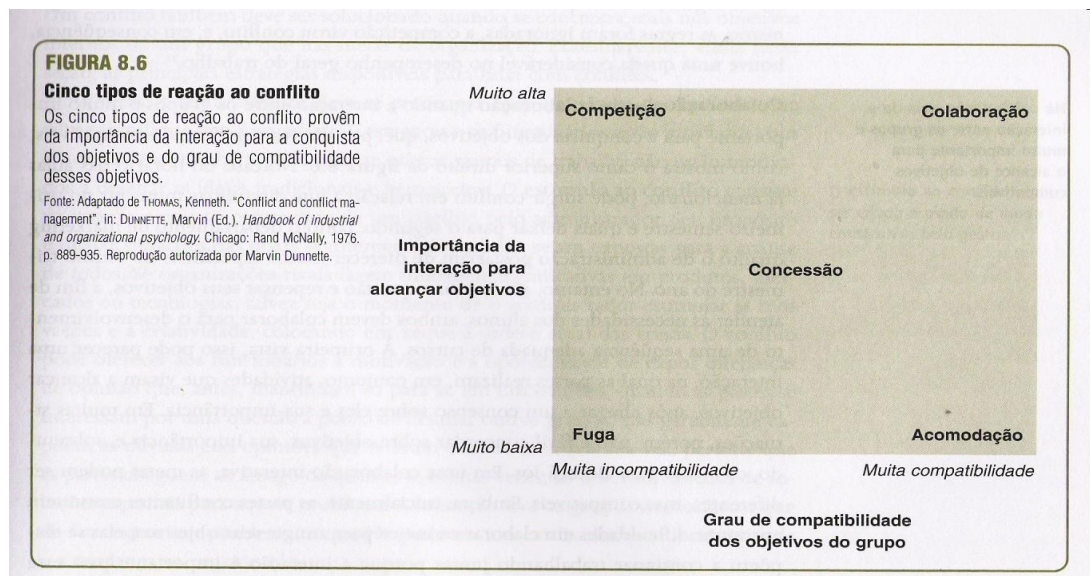 FIGURA 8.6
Cinco tipos de reação ao conflito
Os cinco tipos de reação ao conflito provêm
da importância da interação para a conquista
dos objetivos e do grau de compatibilidade
desses objetivos.
Fonte: Adaptado de THOMAS, Kenneth. “Conflict and conflict ma-
nagement”, in: DUNNETTE, Marvin (Ed.). Handbook of industrial
and organizational psychology. Chicago: Rand McNally, 1976.
p. 889-935. Reprodução autorizada por Marvin Dunnette.
Muito alta
Competição
Colaboração
Importância da
interação para
alcançar objetivos
Concessão
Fuga
Acomodação
Muito baixa
Muita incompatibilidade
Muita compatibilidade
Grau de compatibilidade
dos objetivos do grupo